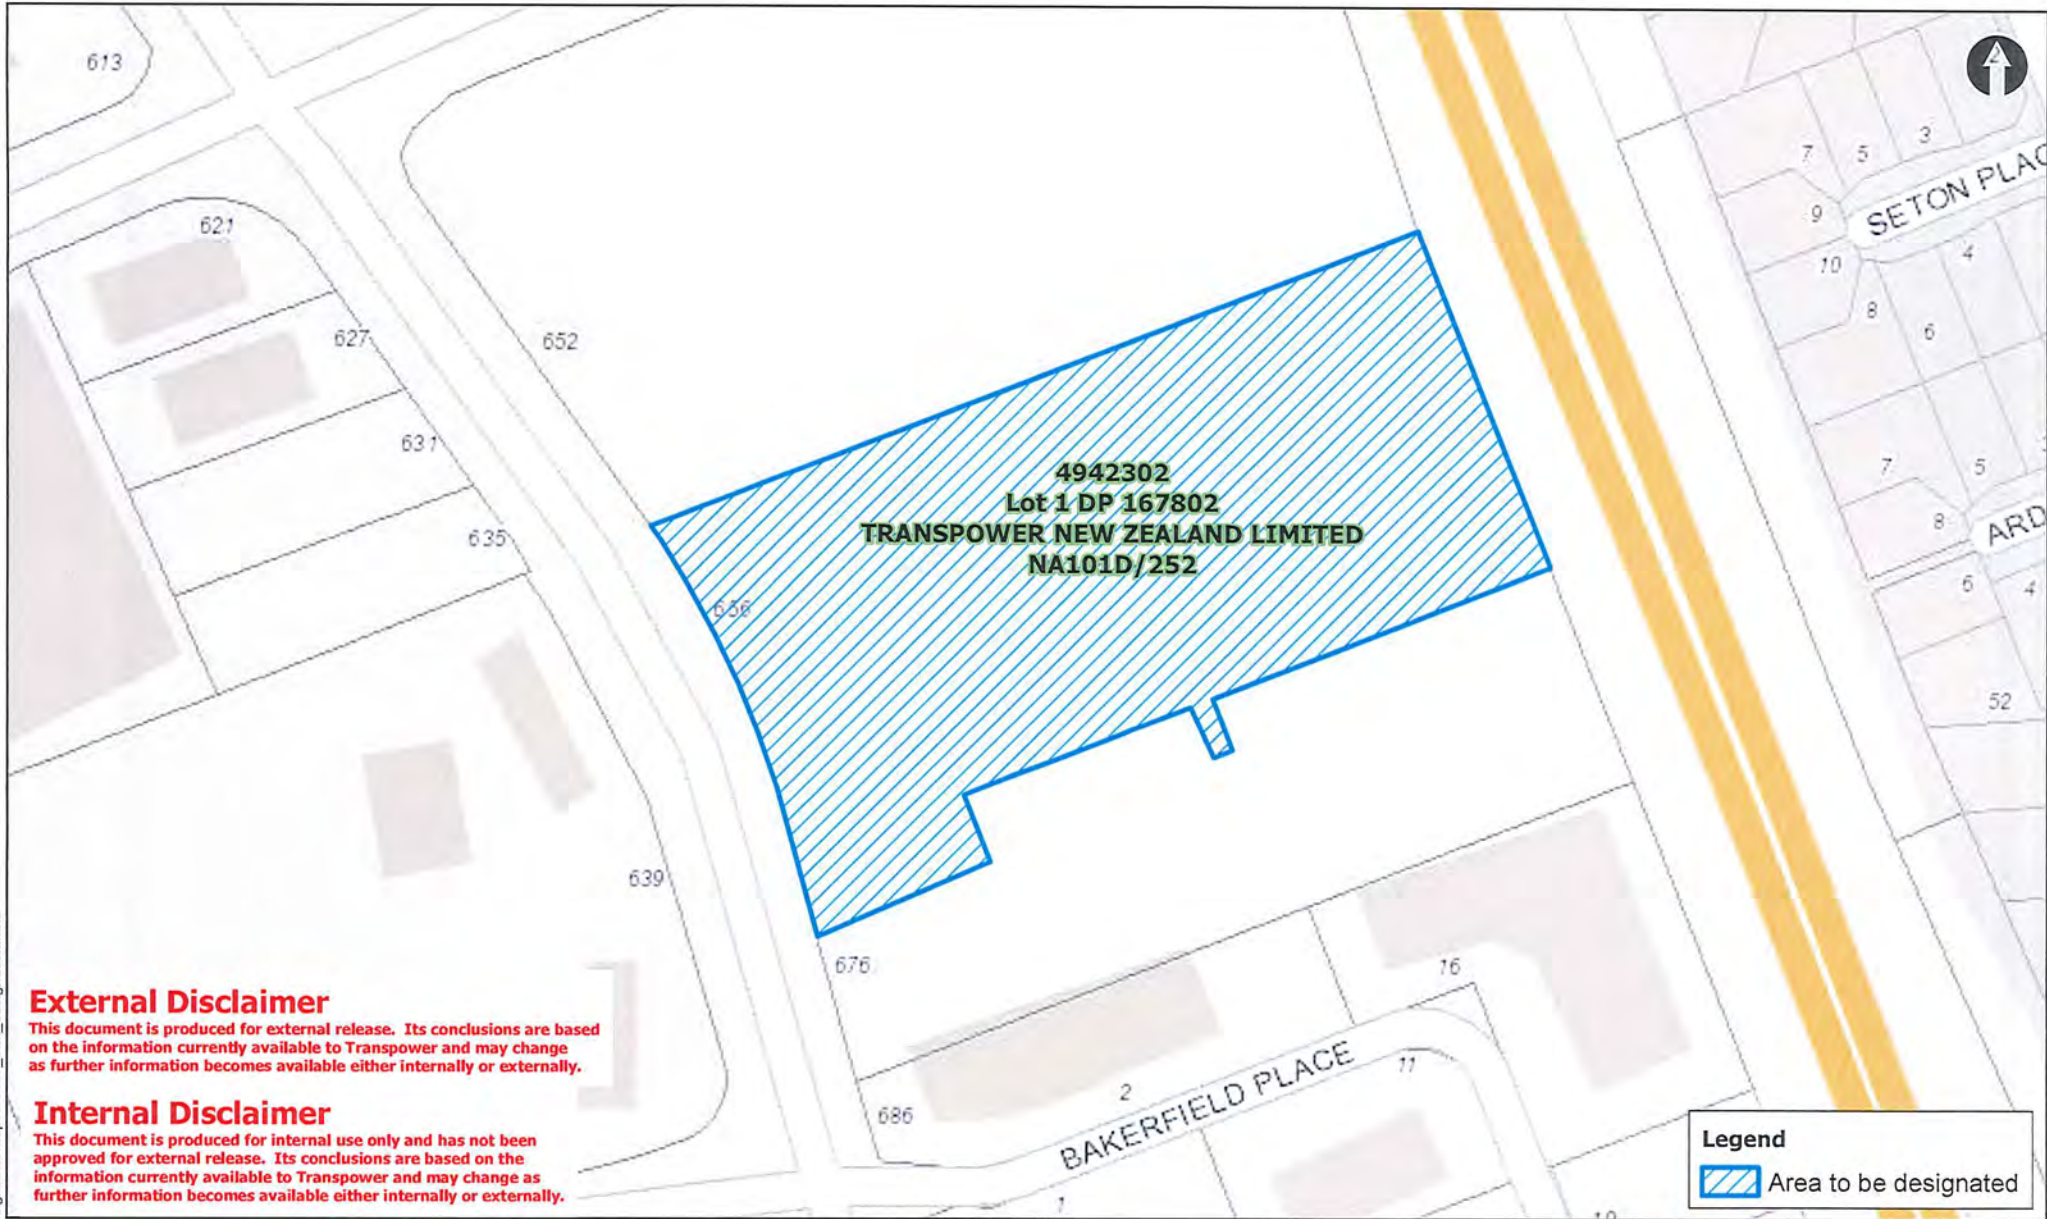 613
621
627
652
631
635
656
639
676
686
7
5
3
9
SETON PLAC
10
4
8
6
4942302
Lot 1 DP 167802
TRANSPOWER NEW ZEALAND LIMITED
NA101D/252
7
5
8
ARD
6
4
52
16
2
BAKERFIELD PLACE
11
1
External Disclaimer
This document is produced for external release. Its conclusions are based
on the information currently available to Transpower and may change
as further information becomes available either internally or externally.
Internal Disclaimer
This document is produced for internal use only and has not been
approved for external release. Its conclusions are based on the
information currently available to Transpower and may change as
further information becomes available either internally or externally.
Legend
Area to be designated